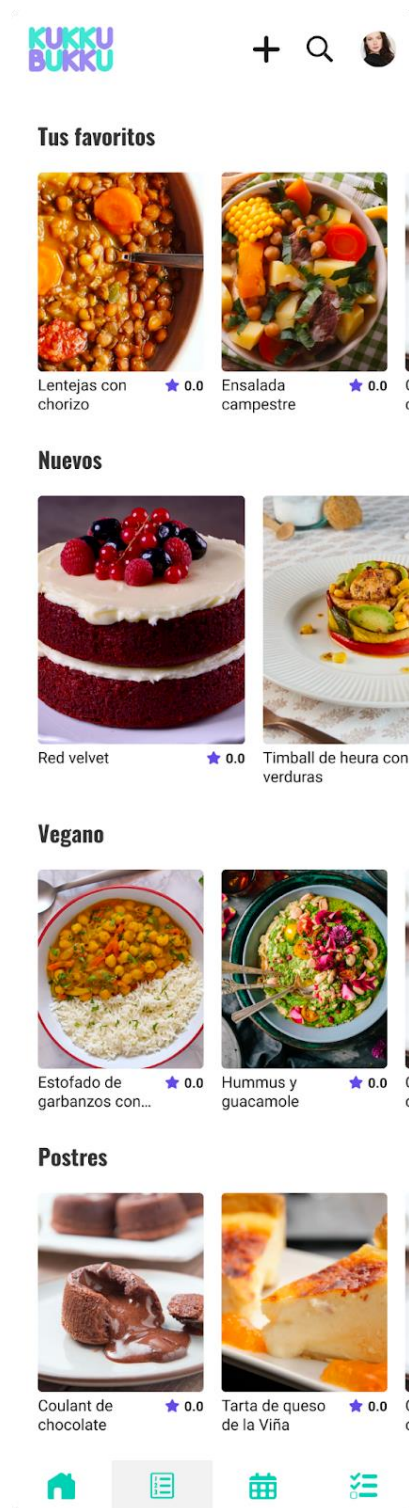 KUKKU
BUKKU
Tus favoritos
Lentejas con
chorizo
0.0
Ensalada
campestre
0.0
Nuevos
Red velvet
0.0
Timball de heura con
verduras
Vegano
Estofado de
garbanzos con...
0.0
Hummus y
guacamole
0.0
Postres
Coulant de
chocolate
0.0
Tarta de queso
de la Viña
0.0